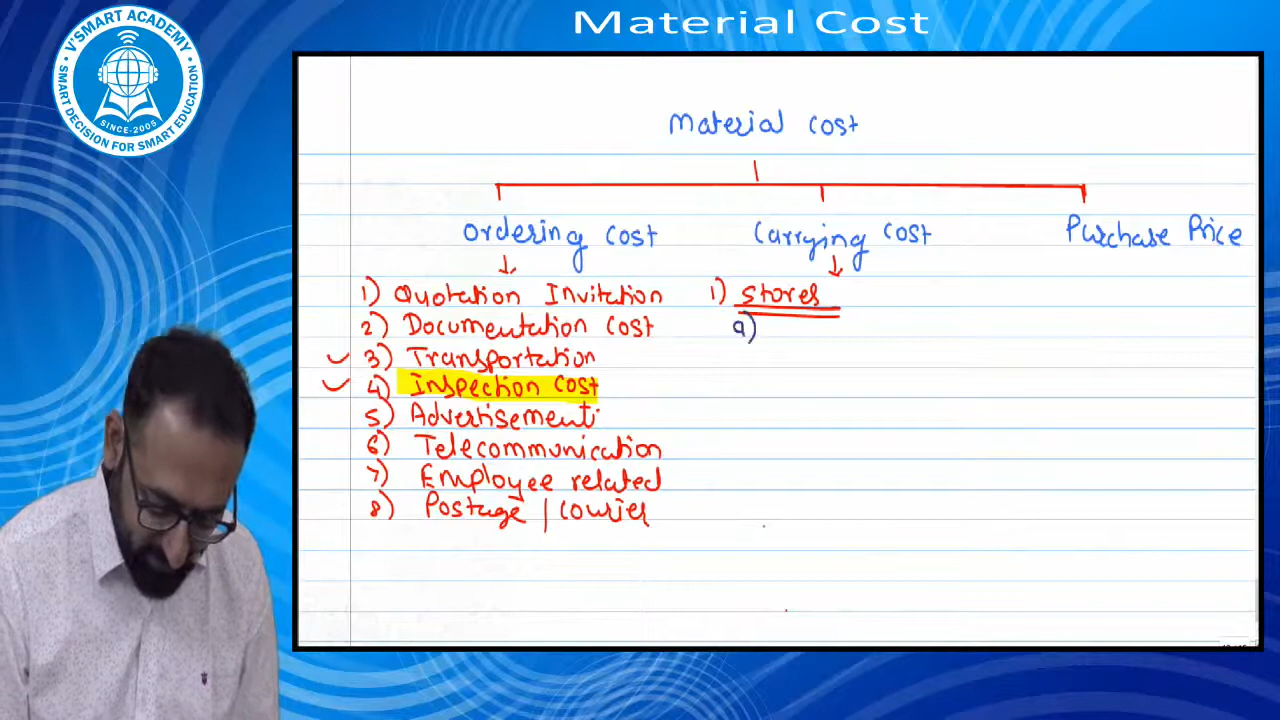 Material Cost
V'SMART ACADEMY
SINCE-2005
SMART DECISION FOR SMART EDUCATION
Material cost
Ordering cost Carrying cost Purchase Price
1) Quotation Invitation
2) Documentation cost
3) Transportation
4) Inspection cost
5) Advertisement
6) Telecommunication
7) Employee related
8) Postage / courier
1) stores
a)